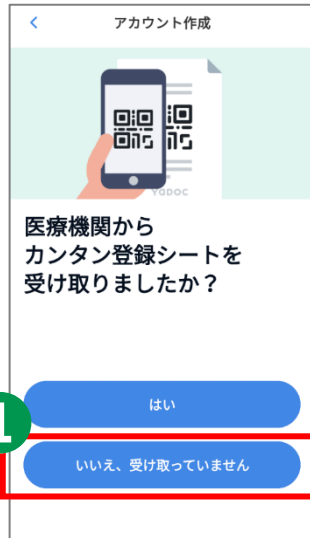 アカウント作成
YaDOC
医療機関から
カンタン登録シートを
受け取りましたか？
はい
1
いいえ、受け取っていません